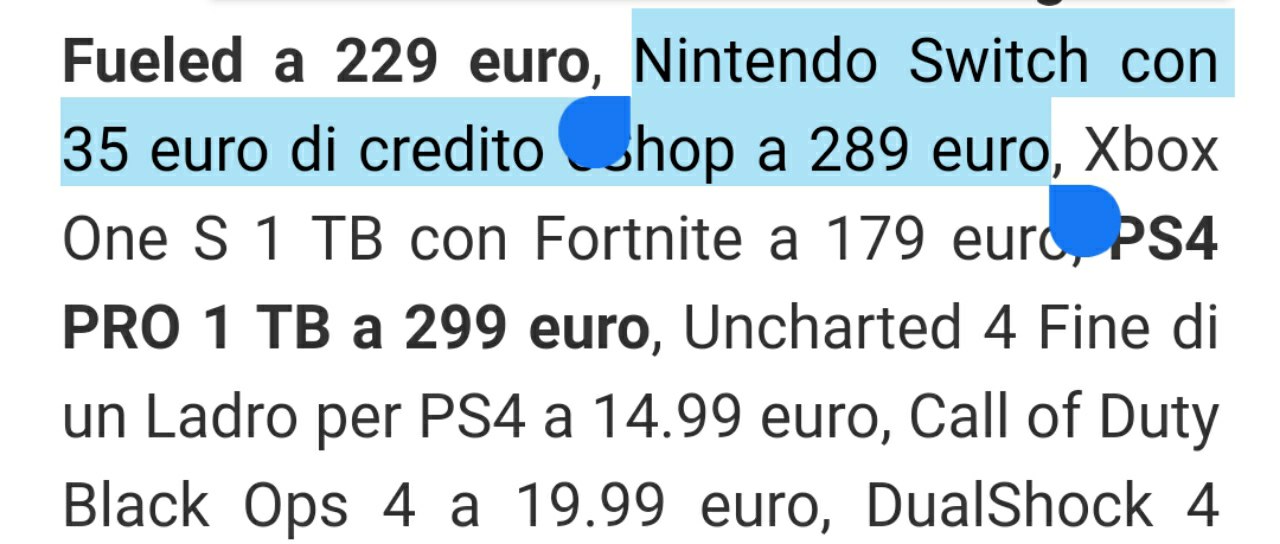 Fueled a 229 euro, Nintendo Switch con
35 euro di credito eShop a 289 euro, Xbox
One S 1 TB con Fortnite a 179 euro, PS4
PRO 1 TB a 299 euro, Uncharted 4 Fine di
un Ladro per PS4 a 14.99 euro, Call of Duty
Black Ops 4 a 19.99 euro, DualShock 4